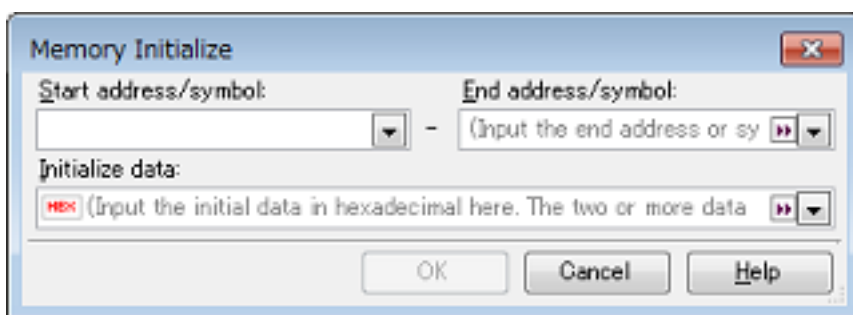 Memory Initialize
Start address/symbol: End address/symbol:
- (Input the end address or sy
Initialize data:
HEX (Input the initial data in hexadecimal here. The two or more data
OK Cancel Help